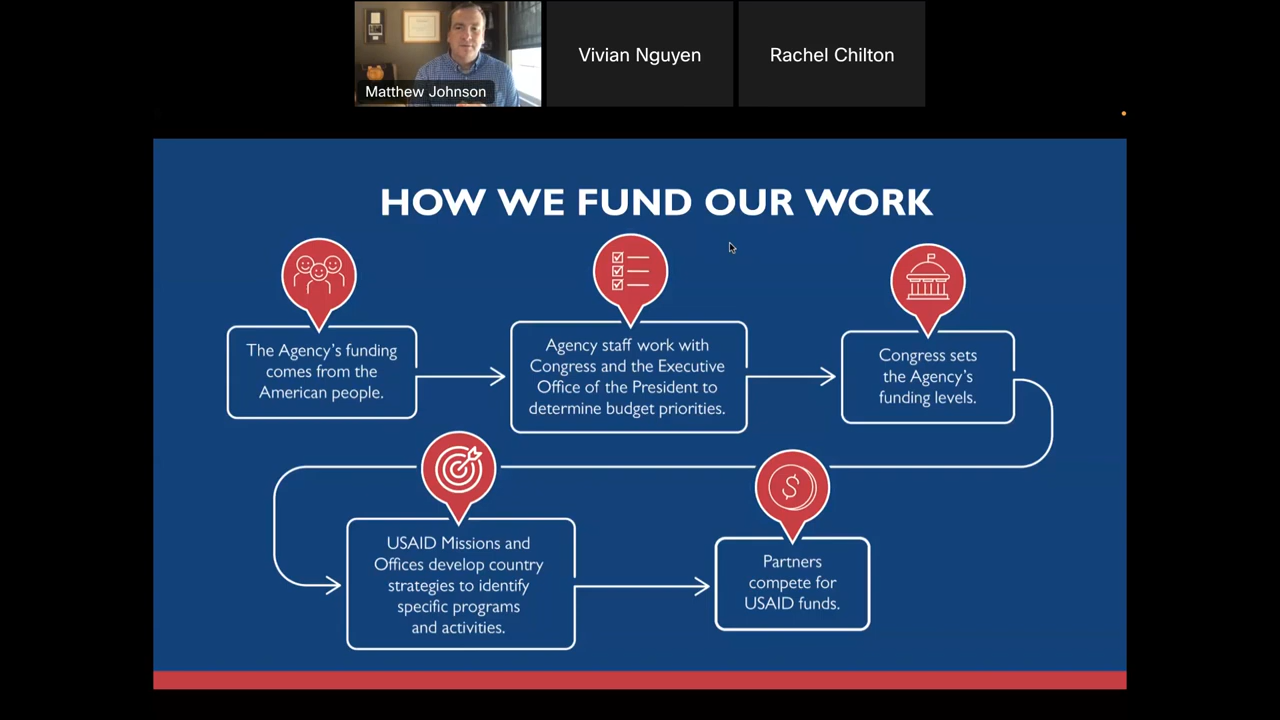 Matthew Johnson
Vivian Nguyen
Rachel Chilton
HOW WE FUND OUR WORK
The Agency's funding
comes from the
American people.
Agency staff work with
Congress and the Executive
Office of the President to
determine budget priorities.
Congress sets
the Agency's
funding levels.
USAID Missions and
Offices develop country
strategies to identify
specific programs
and activities.
$
Partners
compete for
USAID funds.